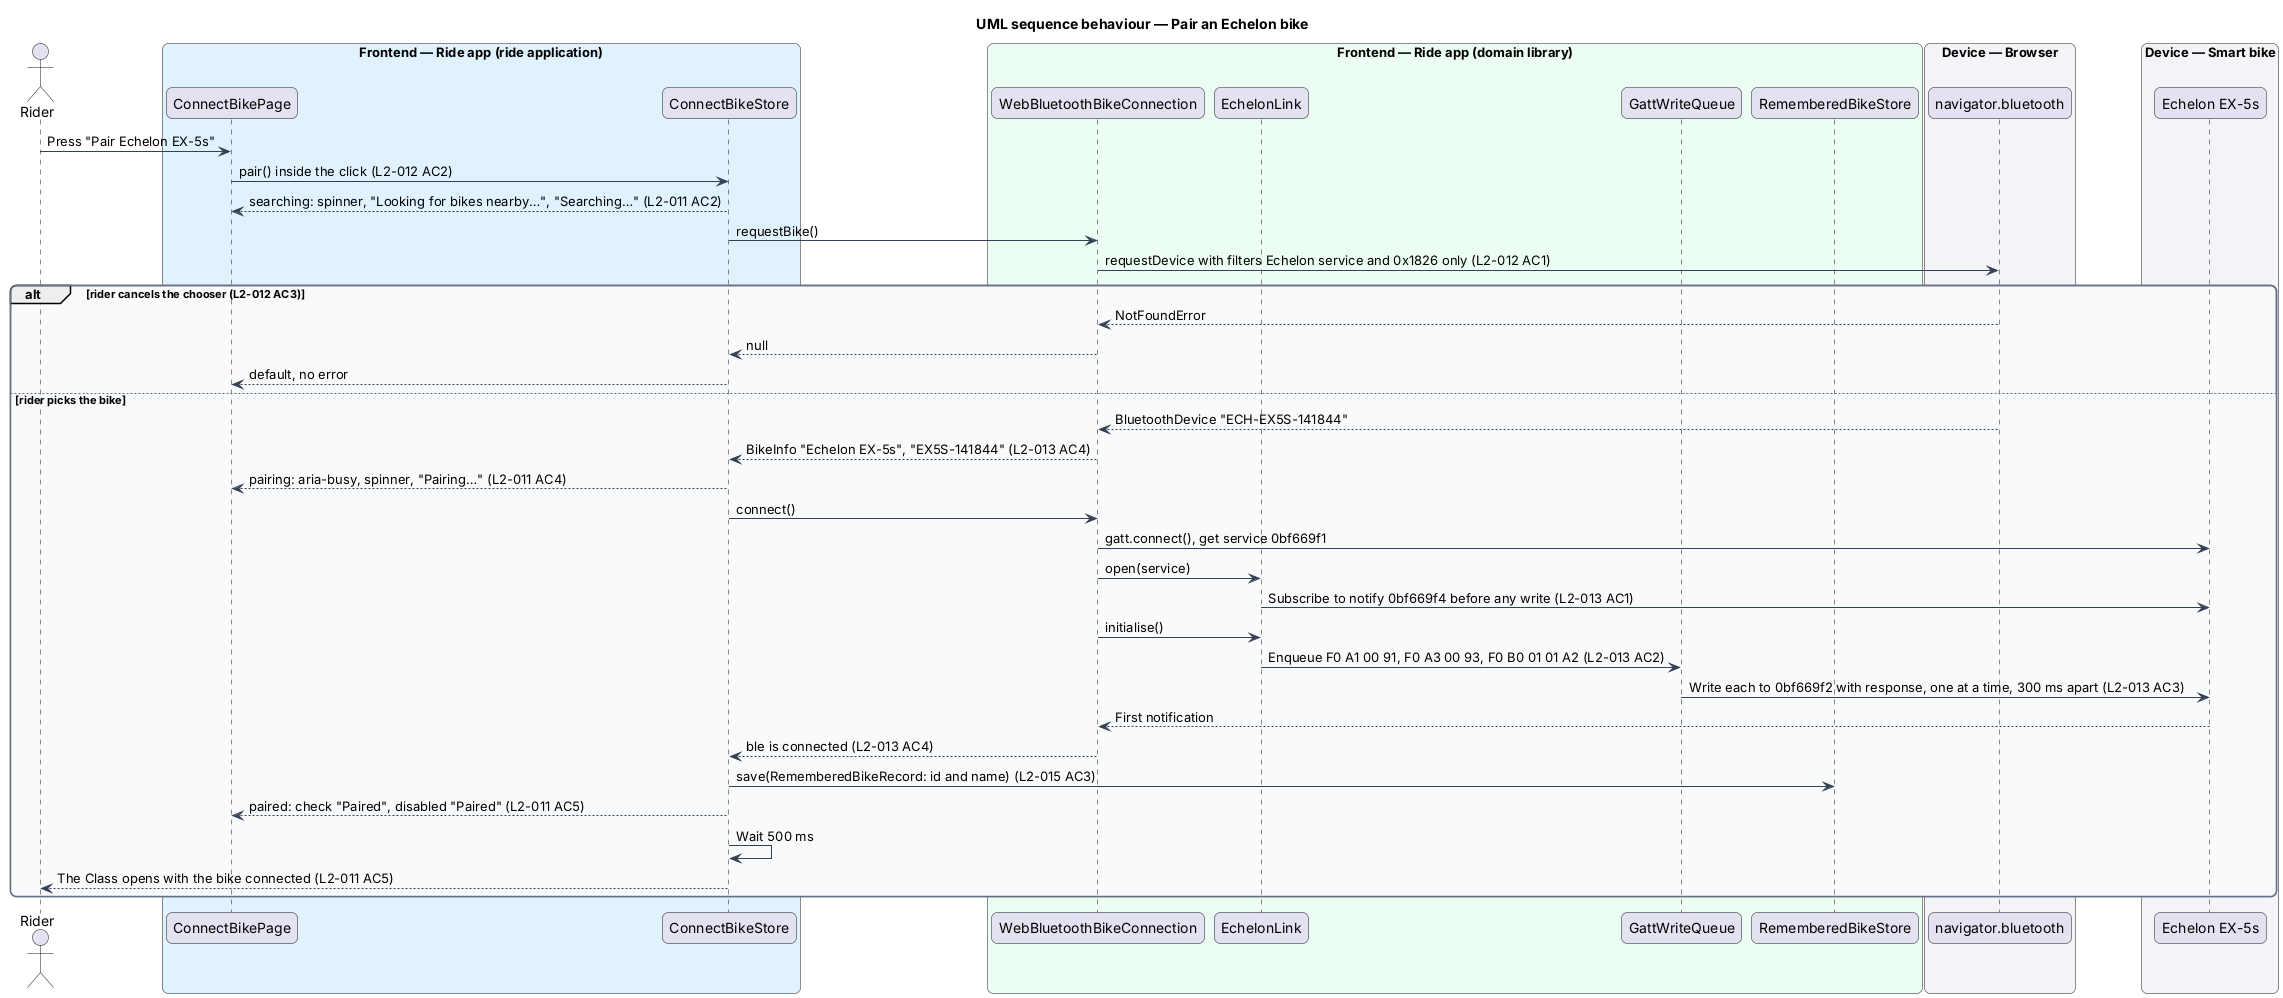 UML sequence behaviour — Pair an Echelon bike
Frontend — Ride app (ride application)
Frontend — Ride app (domain library)
Device — Browser
Device — Smart bike
Rider
ConnectBikePage
ConnectBikeStore
WebBluetoothBikeConnection
EchelonLink
GattWriteQueue
RememberedBikeStore
navigator.bluetooth
Echelon EX-5s
Press "Pair Echelon EX-5s"
pair() inside the click (L2-012 AC2)
searching: spinner, "Looking for bikes nearby…", "Searching…" (L2-011 AC2)
requestBike()
requestDevice with filters Echelon service and 0x1826 only (L2-012 AC1)
alt
[rider cancels the chooser (L2-012 AC3)]
NotFoundError
null
default, no error
[rider picks the bike]
BluetoothDevice "ECH-EX5S-141844"
BikeInfo "Echelon EX-5s", "EX5S-141844" (L2-013 AC4)
pairing: aria-busy, spinner, "Pairing…" (L2-011 AC4)
connect()
gatt.connect(), get service 0bf669f1
open(service)
Subscribe to notify 0bf669f4 before any write (L2-013 AC1)
initialise()
Enqueue F0 A1 00 91, F0 A3 00 93, F0 B0 01 01 A2 (L2-013 AC2)
Write each to 0bf669f2 with response, one at a time, 300 ms apart (L2-013 AC3)
First notification
ble is connected (L2-013 AC4)
save(RememberedBikeRecord: id and name) (L2-015 AC3)
paired: check "Paired", disabled "Paired" (L2-011 AC5)
Wait 500 ms
The Class opens with the bike connected (L2-011 AC5)
Rider
ConnectBikePage
ConnectBikeStore
WebBluetoothBikeConnection
EchelonLink
GattWriteQueue
RememberedBikeStore
navigator.bluetooth
Echelon EX-5s